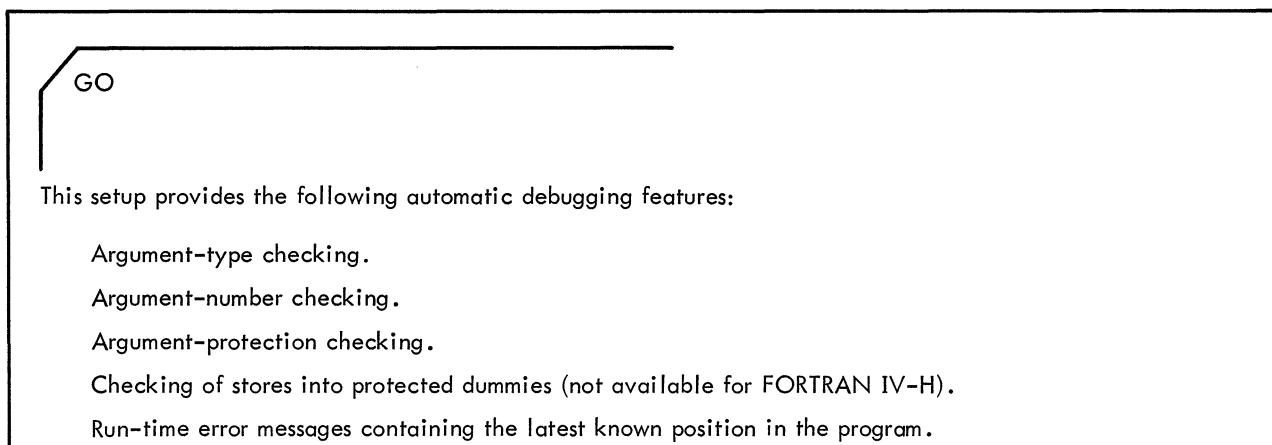 GO
This setup provides the following automatic debugging features:
Argument-type checking.
Argument-number checking.
Argument-protection checking.
Checking of stores into protected dummies (not available for FORTRAN IV-H).
Run-time error messages containing the latest known position in the program.